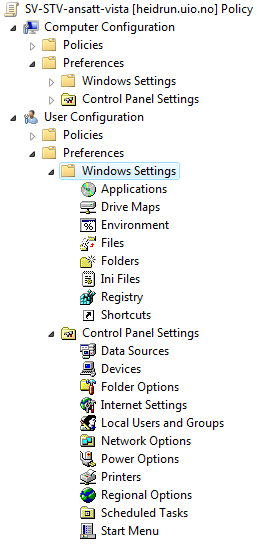 SV-STV-ansatt-vista [heidrun.uio.no] Policy
Computer Configuration
Policies
Preferences
Windows Settings
Control Panel Settings
User Configuration
Policies
Preferences
Windows Settings
Applications
Drive Maps
Environment
Files
Folders
Ini Files
Registry
Shortcuts
Control Panel Settings
Data Sources
Devices
Folder Options
Internet Settings
Local Users and Groups
Network Options
Power Options
Printers
Regional Options
Scheduled Tasks
Start Menu